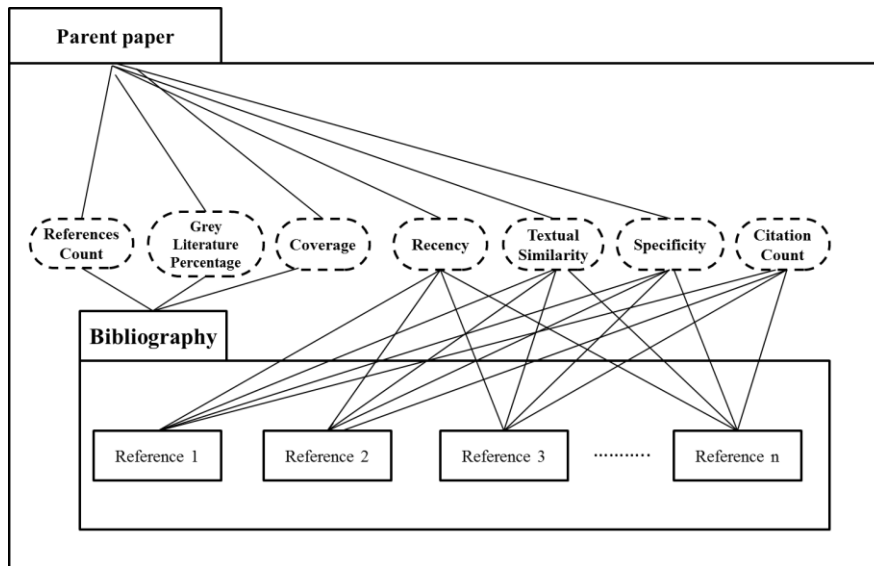 Parent paper
References
Count
Grey
Literature
Percentage
Coverage
Recency
Textual
Similarity
Specificity
Citation
Count
Bibliography
Reference 1
Reference 2
Reference 3
...........
Reference n